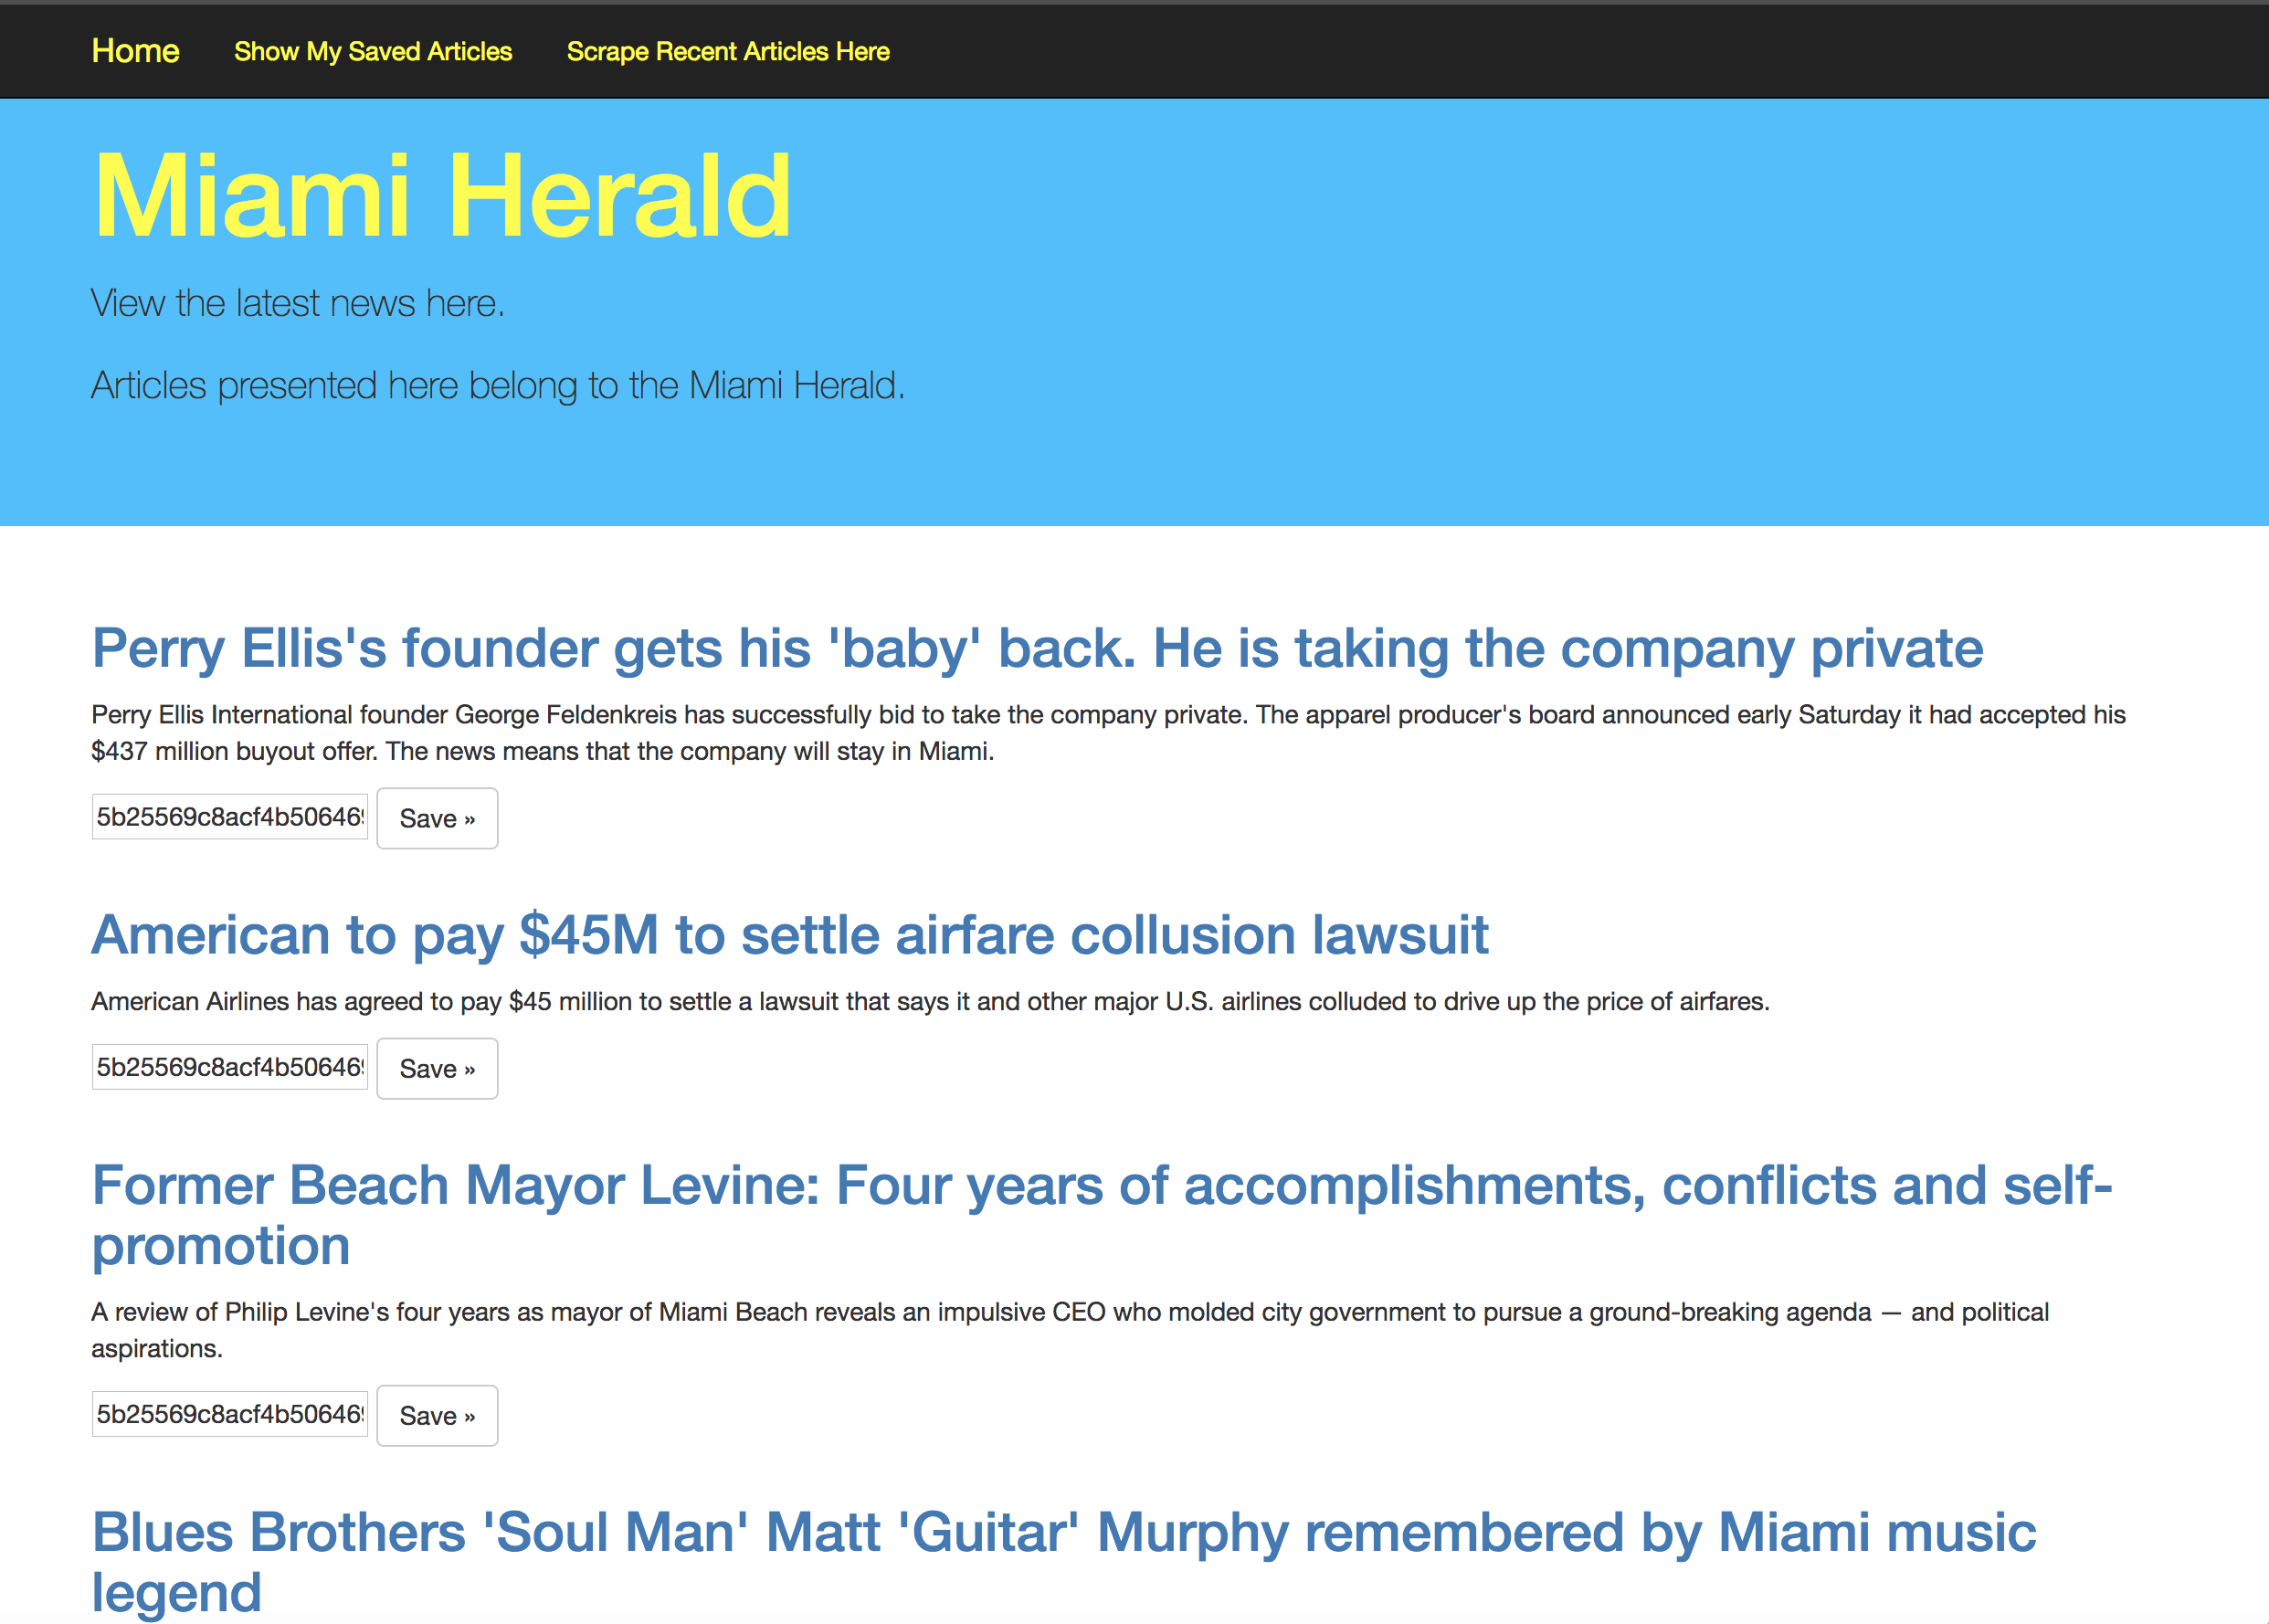 Home Show My Saved Articles Scrape Recent Articles Here
Miami Herald
View the latest news here.
Articles presented here belong to the Miami Herald.
Perry Ellis's founder gets his 'baby' back. He is taking the company private
Perry Ellis International founder George Feldenkreis has successfully bid to take the company private. The apparel producer's board announced early Saturday it had accepted his
$437 million buyout offer. The news means that the company will stay in Miami.
5b25569c8acf4b50646 Save »
American to pay $45M to settle airfare collusion lawsuit
American Airlines has agreed to pay $45 million to settle a lawsuit that says it and other major U.S. airlines colluded to drive up the price of airfares.
5b25569c8acf4b50646 Save »
Former Beach Mayor Levine: Four years of accomplishments, conflicts and self-
promotion
A review of Philip Levine's four years as mayor of Miami Beach reveals an impulsive CEO who molded city government to pursue a ground-breaking agenda — and political
aspirations.
5b25569c8acf4b50646 Save »
Blues Brothers 'Soul Man' Matt 'Guitar' Murphy remembered by Miami music
legend